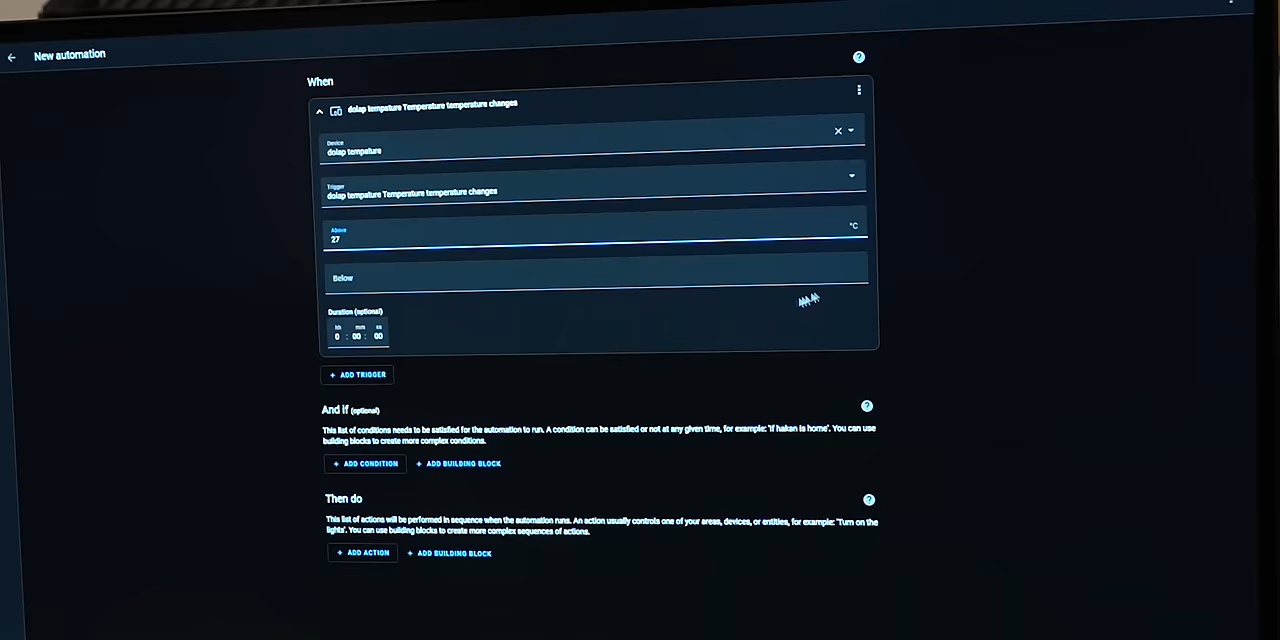 New automation
When
dolap tempature Temperature temperature changes
Device
dolap tempature
Trigger
dolap tempature Temperature temperature changes
Above
27
°C
Below
Duration (optional)
hh mm ss
0 : 00 : 00
+ ADD TRIGGER
And if (optional)
This list of conditions needs to be satisfied for the automation to run. A condition can be satisfied or not at any given time, for example: 'If hakan is home'. You can use
building blocks to create more complex conditions.
+ ADD CONDITION + ADD BUILDING BLOCK
Then do
This list of actions will be performed in sequence when the automation runs. An action usually controls one of your areas, devices, or entities, for example: 'Turn on the
lights'. You can use building blocks to create more complex sequences of actions.
+ ADD ACTION + ADD BUILDING BLOCK